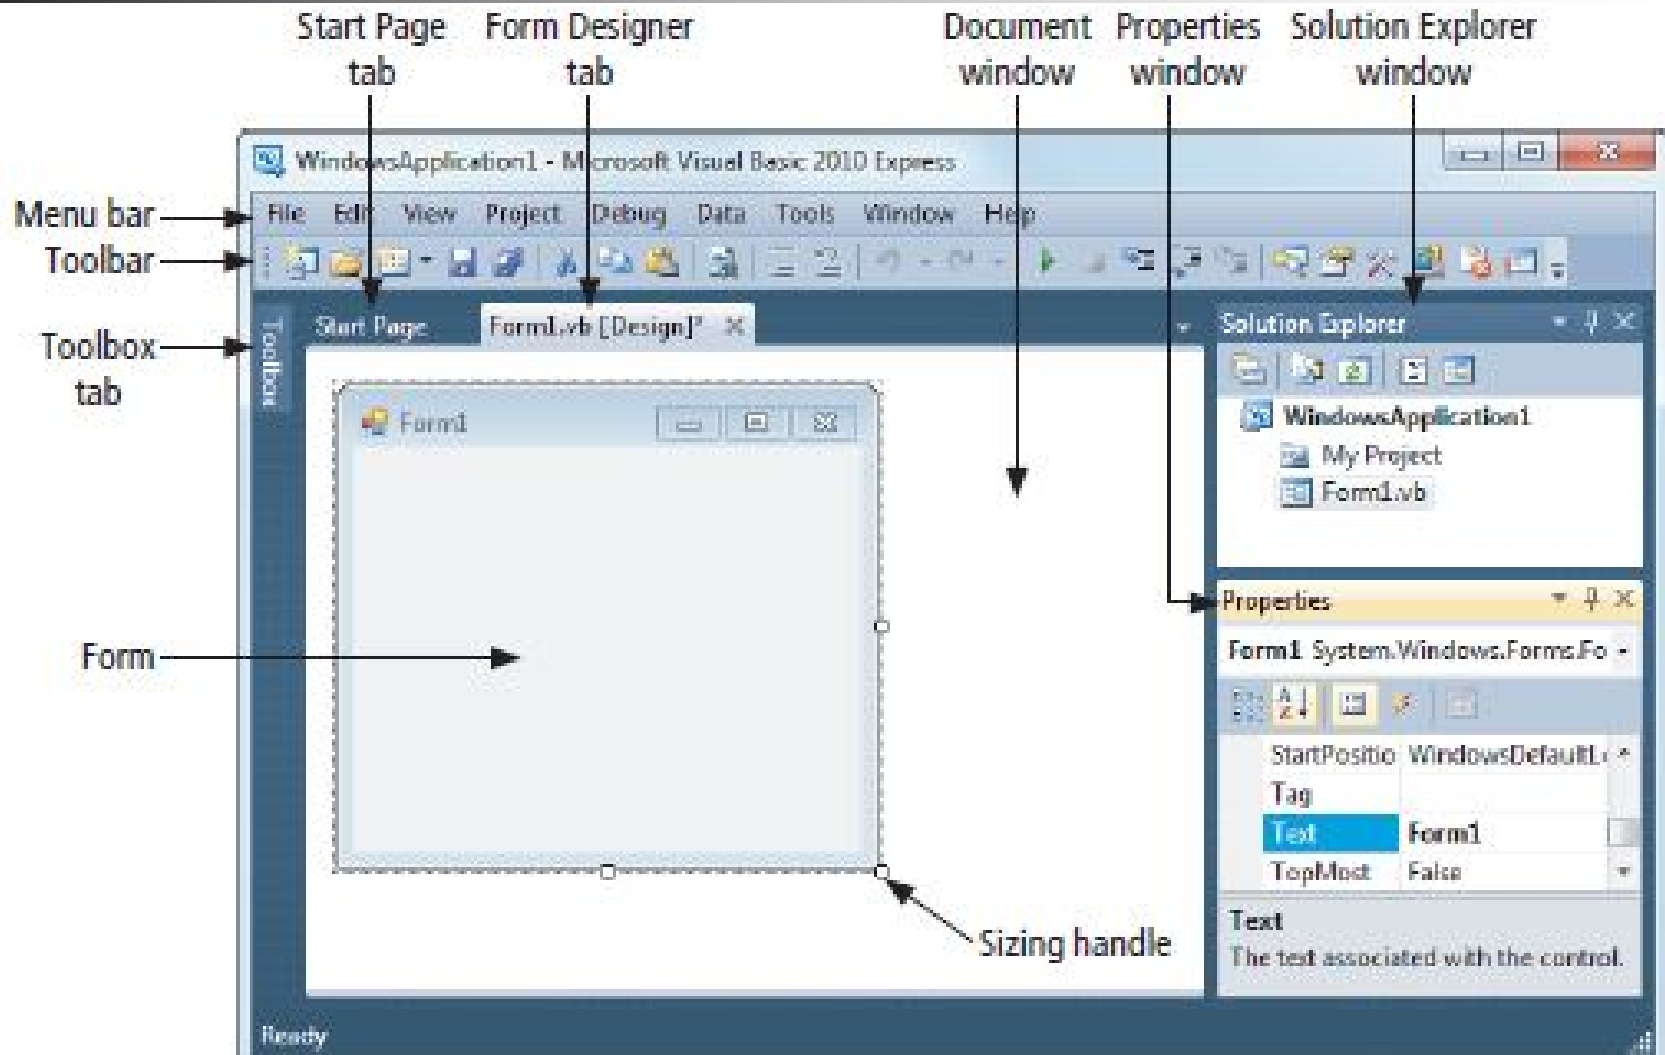 Start Page tab
Form Designer tab
Document window
Properties window
Solution Explorer window
WindowsApplication1 - Microsoft Visual Basic 2010 Express
Menu bar
File Edit View Project Debug Data Tools Window Help
Toolbar
Toolbox tab
Toolbox
Start Page
Form1.vb [Design]*
Solution Explorer
Form1
WindowsApplication1
My Project
Form1.vb
Form
Properties
Form1 System.Windows.Forms.Fo
StartPositio WindowsDefaultL
Tag
Text Form1
TopMost False
Sizing handle
Text
The text associated with the control.
Ready